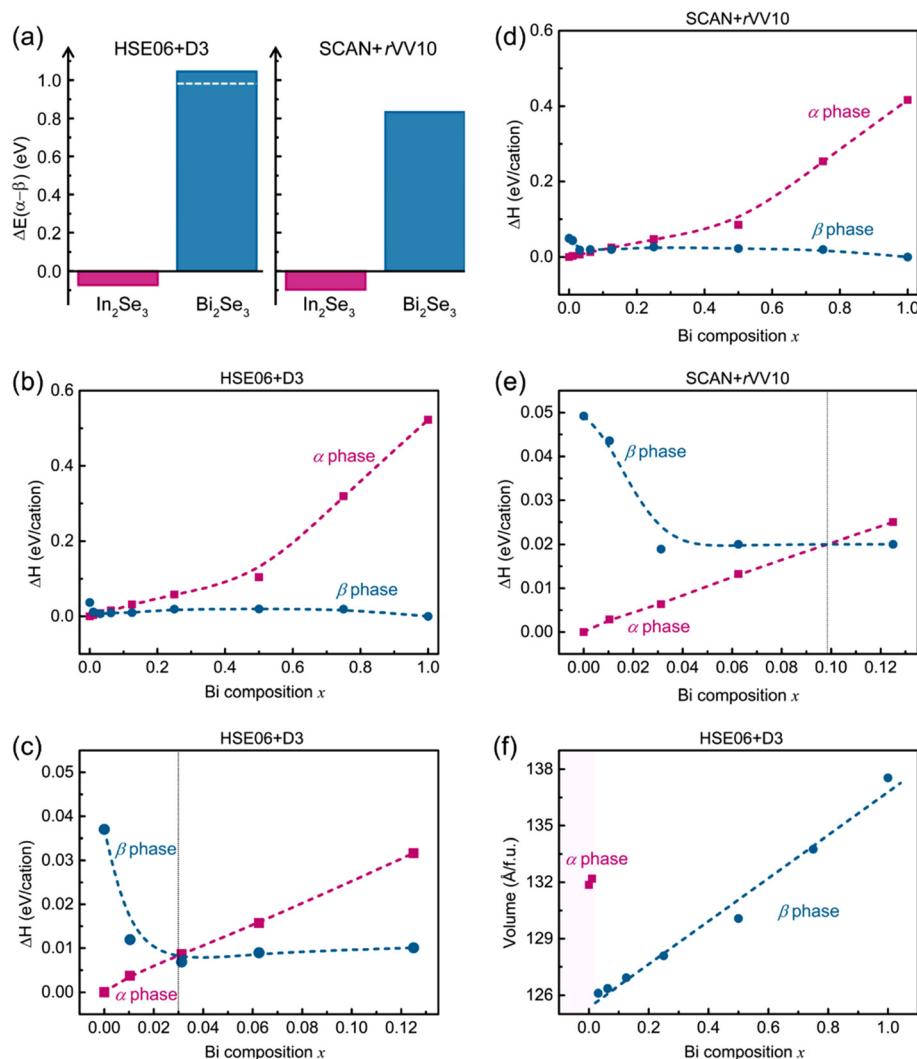 (a)
HSE06+D3
SCAN+rVV10
ΔE(α−β) (eV)
1.0
0.8
0.6
0.4
0.2
0.0
In₂Se₃
Bi₂Se₃
In₂Se₃
Bi₂Se₃
(d)
SCAN+rVV10
ΔH (eV/cation)
0.4
0.2
0.0
α phase
β phase
0.0 0.2 0.4 0.6 0.8 1.0
Bi composition x
(b)
HSE06+D3
ΔH (eV/cation)
0.6
0.4
0.2
0.0
α phase
β phase
0.0 0.2 0.4 0.6 0.8 1.0
Bi composition x
(e)
SCAN+rVV10
ΔH (eV/cation)
0.05
0.04
0.03
0.02
0.01
0.00
β phase
α phase
0.00 0.02 0.04 0.06 0.08 0.10 0.12
Bi composition x
(c)
HSE06+D3
ΔH (eV/cation)
0.05
0.04
0.03
0.02
0.01
0.00
β phase
α phase
0.00 0.02 0.04 0.06 0.08 0.10 0.12
Bi composition x
(f)
HSE06+D3
Volume (Å/f.u.)
138
135
132
129
126
α phase
β phase
0.0 0.2 0.4 0.6 0.8 1.0
Bi composition x